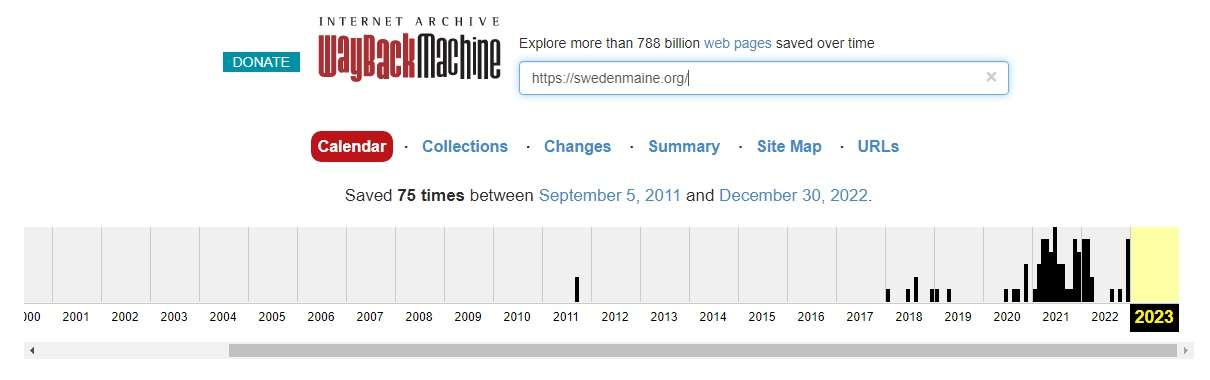 INTERNET ARCHIVE
WayBackMachine
DONATE
Explore more than 788 billion web pages saved over time
https://swedenmaine.org/
×
Calendar · Collections · Changes · Summary · Site Map · URLs
Saved 75 times between September 5, 2011 and December 30, 2022.
2001 2002 2003 2004 2005 2006 2007 2008 2009 2010 2011 2012 2013 2014 2015 2016 2017 2018 2019 2020 2021 2022 2023